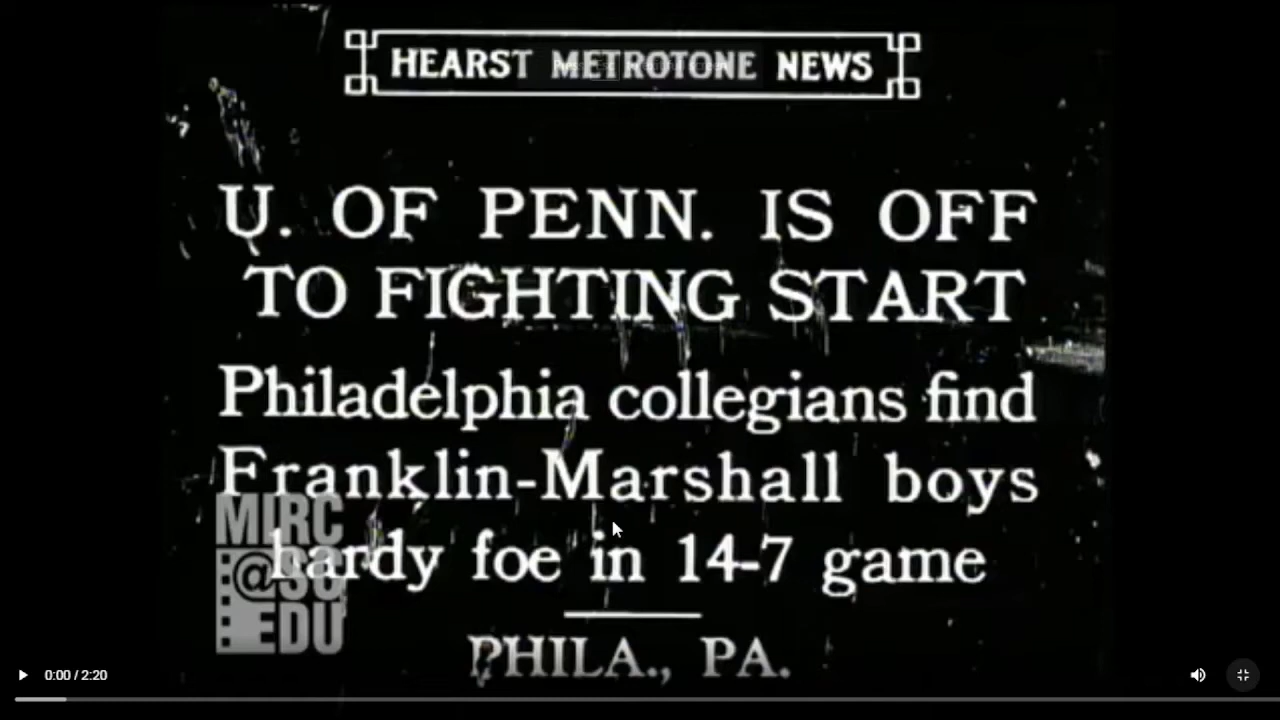 HEARST METROTONE NEWS
U. OF PENN. IS OFF
TO FIGHTING START
Philadelphia collegians find
Franklin-Marshall boys
hardy foe in 14-7 game
PHILA., PA.
MIRC
@SC
EDU
0:00 / 2:20